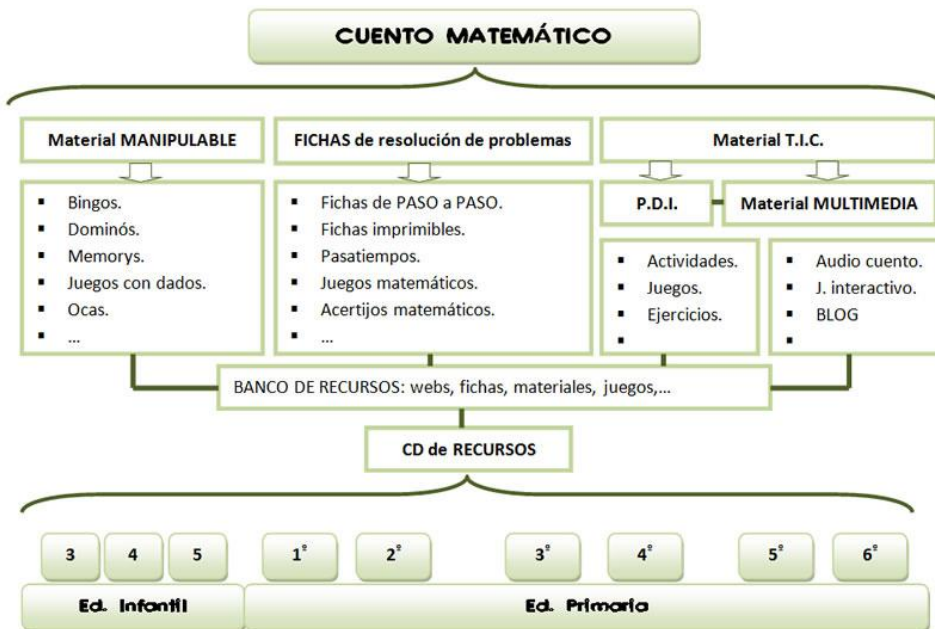 CUENTO MATEMÁTICO
Material MANIPULABLE
Bingos.
Dominós.
Memorys.
Juegos con dados.
Ocas.
...
FICHAS de resolución de problemas
Fichas de PASO a PASO.
Fichas imprimibles.
Pasatiempos.
Juegos matemáticos.
Acertijos matemáticos.
...
Material T.I.C.
P.D.I.
Actividades.
Juegos.
Ejercicios.
Material MULTIMEDIA
Audio cuento.
J. interactivo.
BLOG
BANCO DE RECURSOS: webs, fichas, materiales, juegos,...
CD de RECURSOS
3 4 5 1º 2º 3º 4º 5º 6º
Ed. Infantil Ed. Primaria